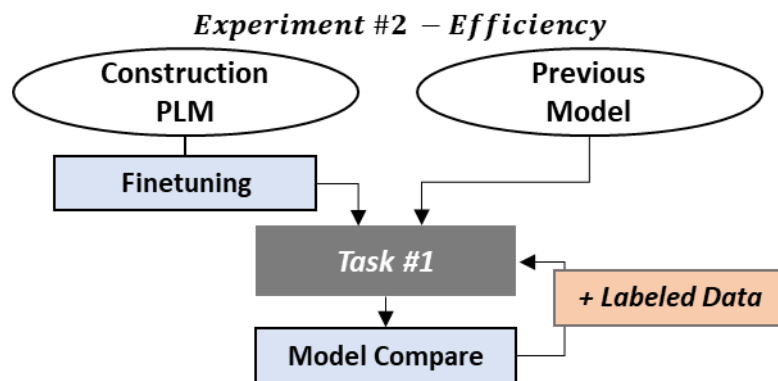 Experiment #2 – Efficiency
Construction
PLM
Previous
Model
Finetuning
Task #1
+ Labeled Data
Model Compare